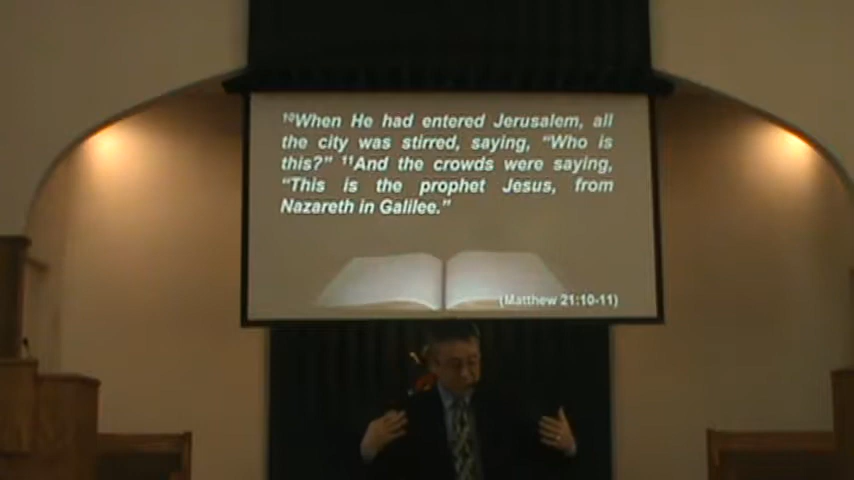 ¹⁰When He had entered Jerusalem, all
the city was stirred, saying, “Who is
this?” ¹¹And the crowds were saying,
“This is the prophet Jesus, from
Nazareth in Galilee.”
(Matthew 21:10-11)